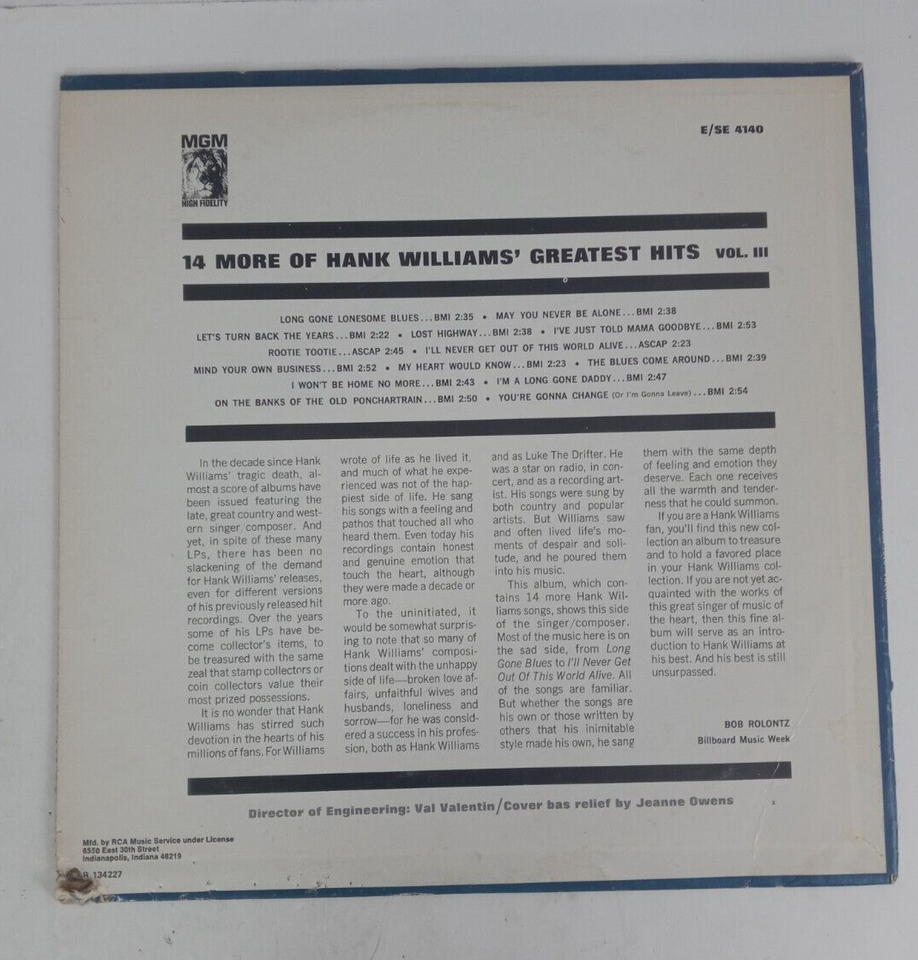 MGM
HIGH FIDELITY
E/SE 4140
14 MORE OF HANK WILLIAMS' GREATEST HITS VOL. III
LONG GONE LONESOME BLUES...BMI 2:35 • MAY YOU NEVER BE ALONE...BMI 2:38
LET'S TURN BACK THE YEARS...BMI 2:22 • LOST HIGHWAY...BMI 2:38 • I'VE JUST TOLD MAMA GOODBYE...BMI 2:53
ROOTIE TOOTIE...ASCAP 2:45 • I'LL NEVER GET OUT OF THIS WORLD ALIVE...ASCAP 2:23
MIND YOUR OWN BUSINESS...BMI 2:52 • MY HEART WOULD KNOW...BMI 2:23 • THE BLUES COME AROUND...BMI 2:39
I WON'T BE HOME NO MORE...BMI 2:43 • I'M A LONG GONE DADDY...BMI 2:47
ON THE BANKS OF THE OLD PONCHARTRAIN...BMI 2:50 • YOU'RE GONNA CHANGE (Or I'm Gonna Leave)...BMI 2:54
In the decade since Hank
Williams' tragic death, al-
most a score of albums have
been issued featuring the
late, great country and west-
ern singer/composer. And
yet, in spite of these many
LPs, there has been no
slackening of the demand
for Hank Williams' releases,
even for different versions
of his previously released hit
recordings. Over the years
some of his LPs have be-
come collector's items, to
be treasured with the same
zeal that stamp collectors or
coin collectors value their
most prized possessions.
It is no wonder that Hank
Williams has stirred such
devotion in the hearts of his
millions of fans. For Williams
wrote of life as he lived it,
and much of what he expe-
rienced was not of the hap-
piest side of life. He sang
his songs with a feeling and
pathos that touched all who
heard them. Even today his
recordings contain honest
and genuine emotion that
touch the heart, although
they were made a decade or
more ago.
To the uninitiated, it
would be somewhat surpris-
ing to note that so many of
Hank Williams' composi-
tions dealt with the unhappy
side of life—broken love af-
fairs, unfaithful wives and
husbands, loneliness and
sorrow—for he was consid-
ered a success in his profes-
sion, both as Hank Williams
and as Luke The Drifter. He
was a star on radio, in con-
cert, and as a recording art-
ist. His songs were sung by
both country and popular
artists. But Williams saw
and often lived life's mo-
ments of despair and soli-
tude, and he poured them
into his music.
This album, which con-
tains 14 more Hank Wil-
liams songs, shows this side
of the singer/composer.
Most of the music here is on
the sad side, from Long
Gone Blues to I'll Never Get
Out Of This World Alive. All
of the songs are familiar.
But whether the songs are
his own or those written by
others that his inimitable
style made his own, he sang
them with the same depth
of feeling and emotion they
deserve. Each one receives
all the warmth and tender-
ness that he could summon.
If you are a Hank Williams
fan, you'll find this new col-
lection an album to treasure
and to hold a favored place
in your Hank Williams col-
lection. If you are not yet ac-
quainted with the works of
this great singer of music of
the heart, then this fine al-
bum will serve as an intro-
duction to Hank Williams at
his best. And his best is still
unsurpassed.
BOB ROLONTZ
Billboard Music Week
Director of Engineering: Val Valentin/Cover bas relief by Jeanne Owens
Mfd. by RCA Music Service under License
6550 East 30th Street
Indianapolis, Indiana 46219
R 134227